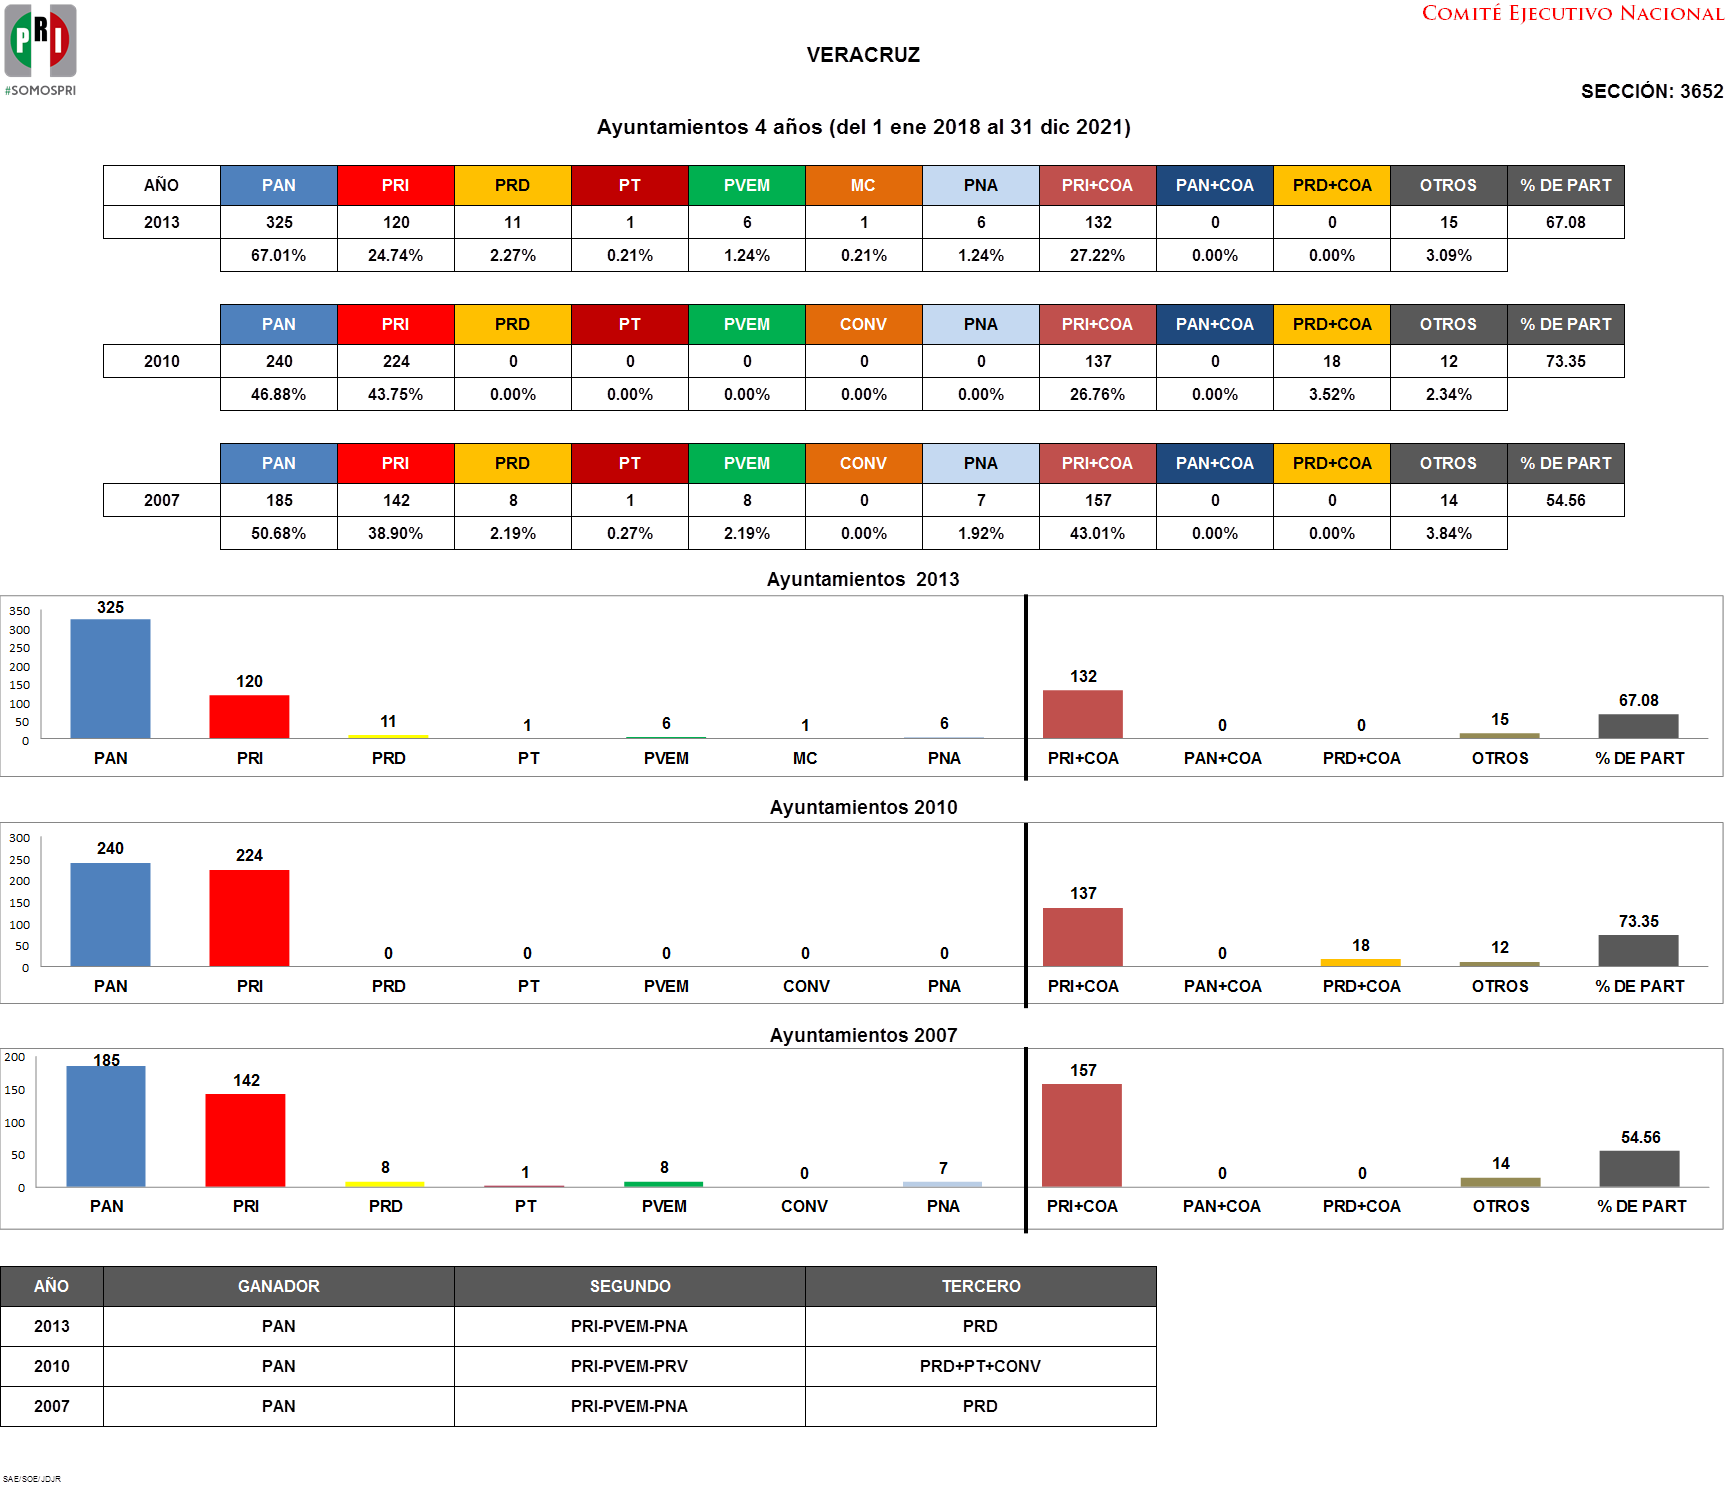 PRI
#SOMOSPRI
COMITÉ EJECUTIVO NACIONAL
VERACRUZ
SECCIÓN: 3652
Ayuntamientos 4 años (del 1 ene 2018 al 31 dic 2021)
AÑO PAN PRI PRD PT PVEM MC PNA PRI+COA PAN+COA PRD+COA OTROS % DE PART
2013 325 120 11 1 6 1 6 132 0 0 15 67.08
67.01% 24.74% 2.27% 0.21% 1.24% 0.21% 1.24% 27.22% 0.00% 0.00% 3.09%
PAN PRI PRD PT PVEM CONV PNA PRI+COA PAN+COA PRD+COA OTROS % DE PART
2010 240 224 0 0 0 0 0 137 0 18 12 73.35
46.88% 43.75% 0.00% 0.00% 0.00% 0.00% 0.00% 26.76% 0.00% 3.52% 2.34%
PAN PRI PRD PT PVEM CONV PNA PRI+COA PAN+COA PRD+COA OTROS % DE PART
2007 185 142 8 1 8 0 7 157 0 0 14 54.56
50.68% 38.90% 2.19% 0.27% 2.19% 0.00% 1.92% 43.01% 0.00% 0.00% 3.84%
Ayuntamientos  2013
350
300
250
200
150
100
50
0
325 120 11 1 6 1 6 132 0 0 15 67.08
PAN PRI PRD PT PVEM MC PNA PRI+COA PAN+COA PRD+COA OTROS % DE PART
Ayuntamientos 2010
300
250
200
150
100
50
0
240 224 0 0 0 0 0 137 0 18 12 73.35
PAN PRI PRD PT PVEM CONV PNA PRI+COA PAN+COA PRD+COA OTROS % DE PART
Ayuntamientos 2007
200
150
100
50
0
185 142 8 1 8 0 7 157 0 0 14 54.56
PAN PRI PRD PT PVEM CONV PNA PRI+COA PAN+COA PRD+COA OTROS % DE PART
AÑO GANADOR SEGUNDO TERCERO
2013 PAN PRI-PVEM-PNA PRD
2010 PAN PRI-PVEM-PRV PRD+PT+CONV
2007 PAN PRI-PVEM-PNA PRD
SAE/SOE/JDJR